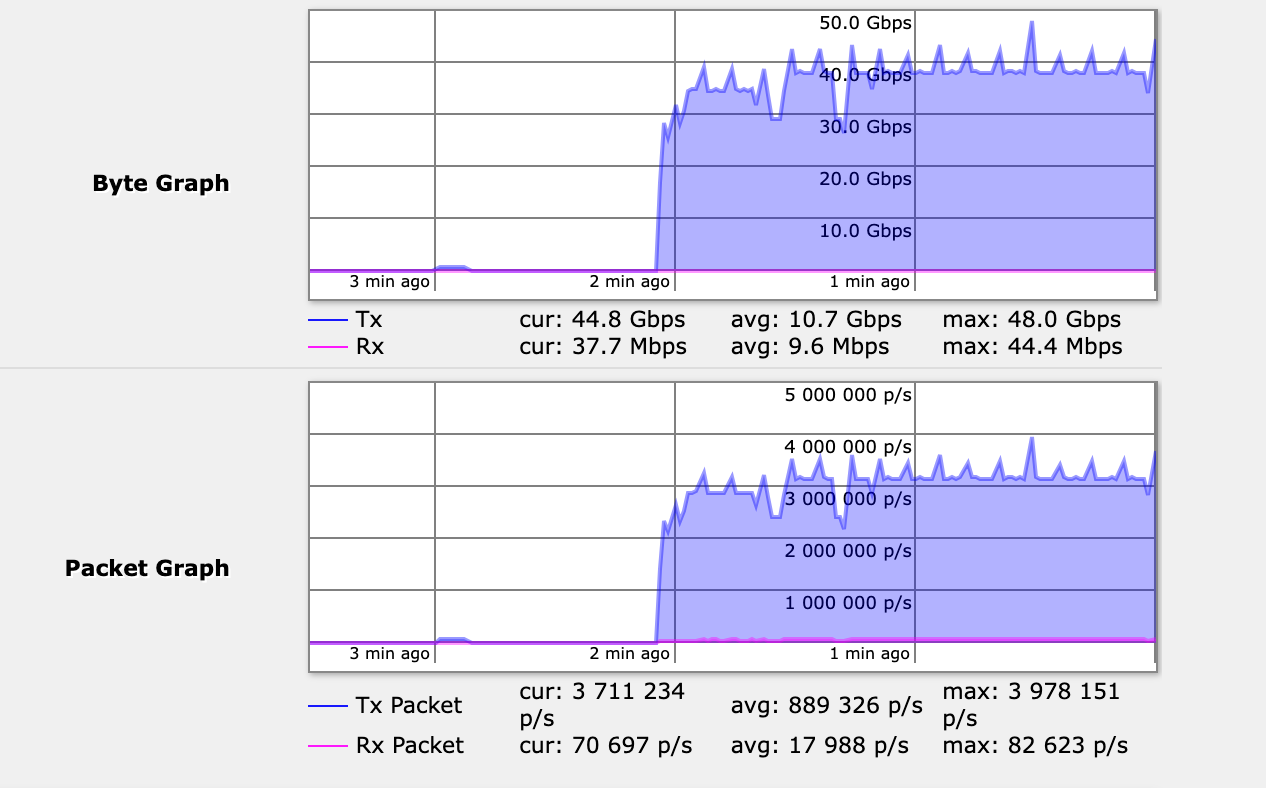 50.0 Gbps
40.0 Gbps
30.0 Gbps
20.0 Gbps
10.0 Gbps
Byte Graph
3 min ago 2 min ago 1 min ago
Tx cur: 44.8 Gbps avg: 10.7 Gbps max: 48.0 Gbps
Rx cur: 37.7 Mbps avg: 9.6 Mbps max: 44.4 Mbps
5 000 000 p/s
4 000 000 p/s
3 000 000 p/s
2 000 000 p/s
1 000 000 p/s
Packet Graph
3 min ago 2 min ago 1 min ago
Tx Packet cur: 3 711 234 p/s avg: 889 326 p/s max: 3 978 151 p/s
Rx Packet cur: 70 697 p/s avg: 17 988 p/s max: 82 623 p/s